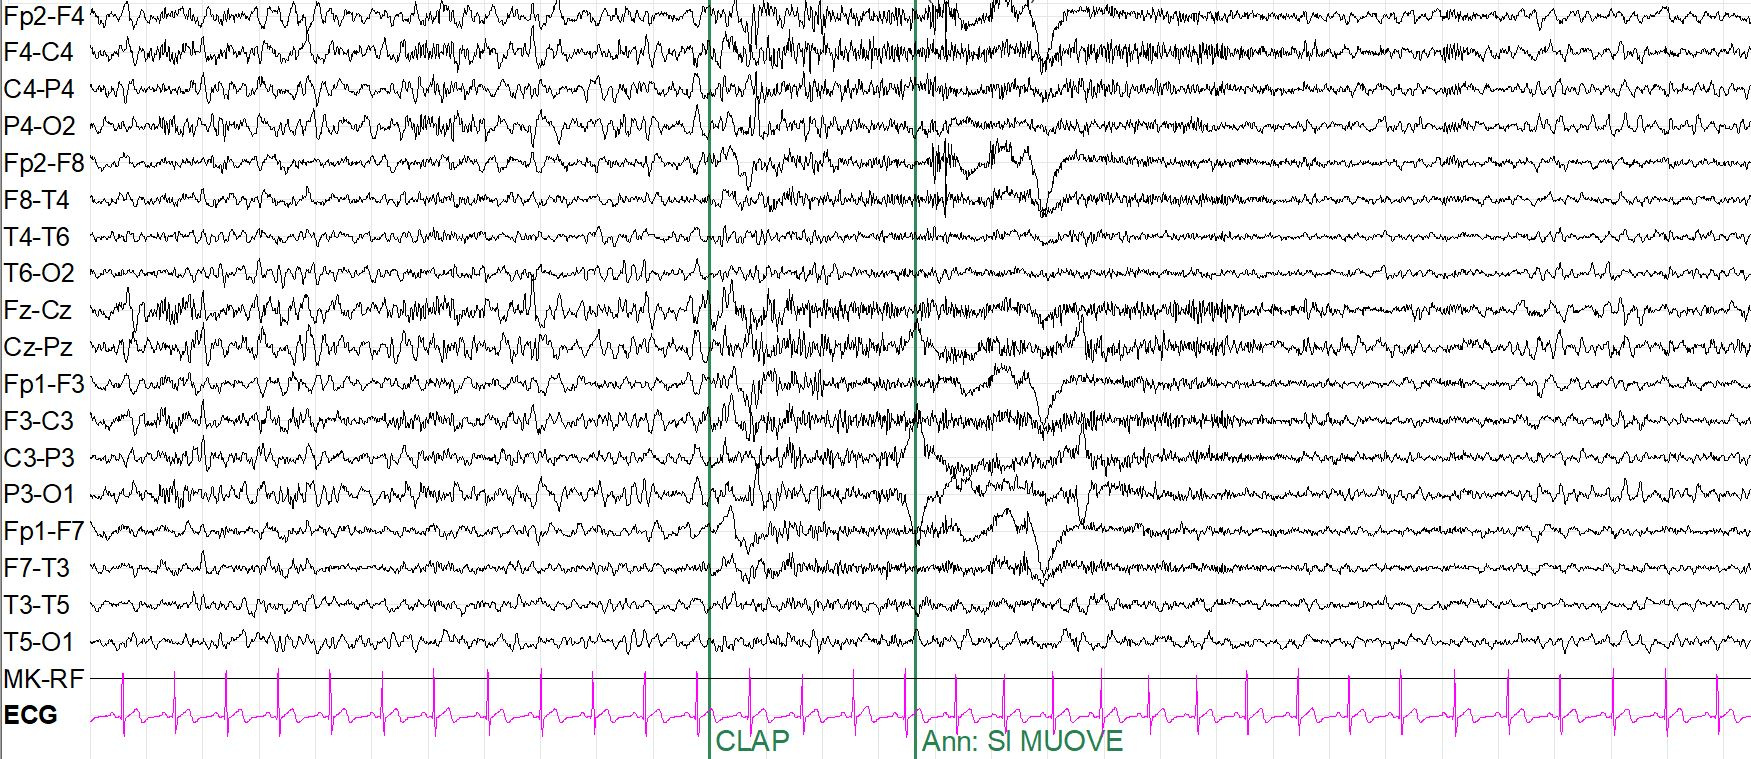 Fp2-F4
F4-C4
C4-P4
P4-O2
Fp2-F8
F8-T4
T4-T6
T6-O2
Fz-Cz
Cz-Pz
Fp1-F3
F3-C3
C3-P3
P3-O1
Fp1-F7
F7-T3
T3-T5
T5-O1
MK-RF
ECG
CLAP Ann: SI MUOVE